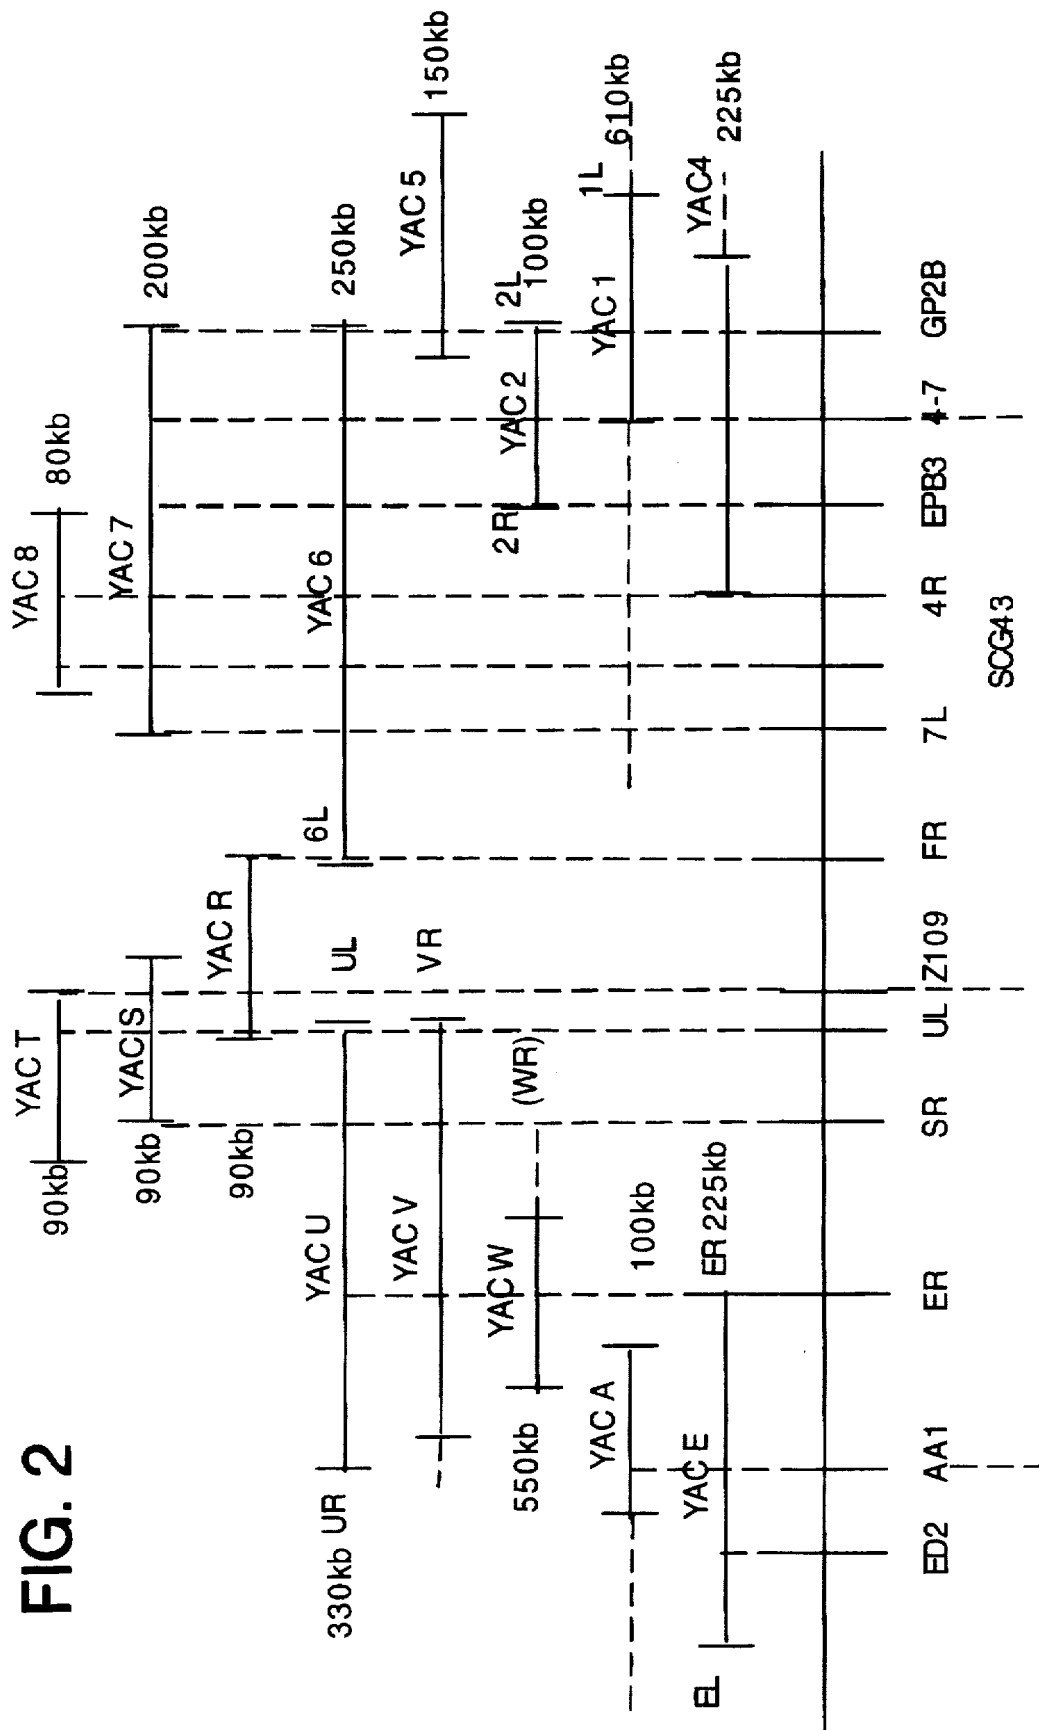 FIG. 2
YAC T
90kb
YAC 8
80kb
YAC S
90kb
YAC 7
200kb
YAC R
90kb
330kb UR
YAC U
UL
6L
YAC 6
250kb
YAC V
VR
YAC 5
150kb
550kb
YAC W
(WR)
2R
YAC 2
2L
100kb
YAC A
100kb
YAC 1
1L
610kb
EL
YAC E
ER 225kb
YAC4
225kb
ED2
AA1
ER
SR
UL
Z109
FR
7L
4R
EPB3
4-7
GP2B
SCG43